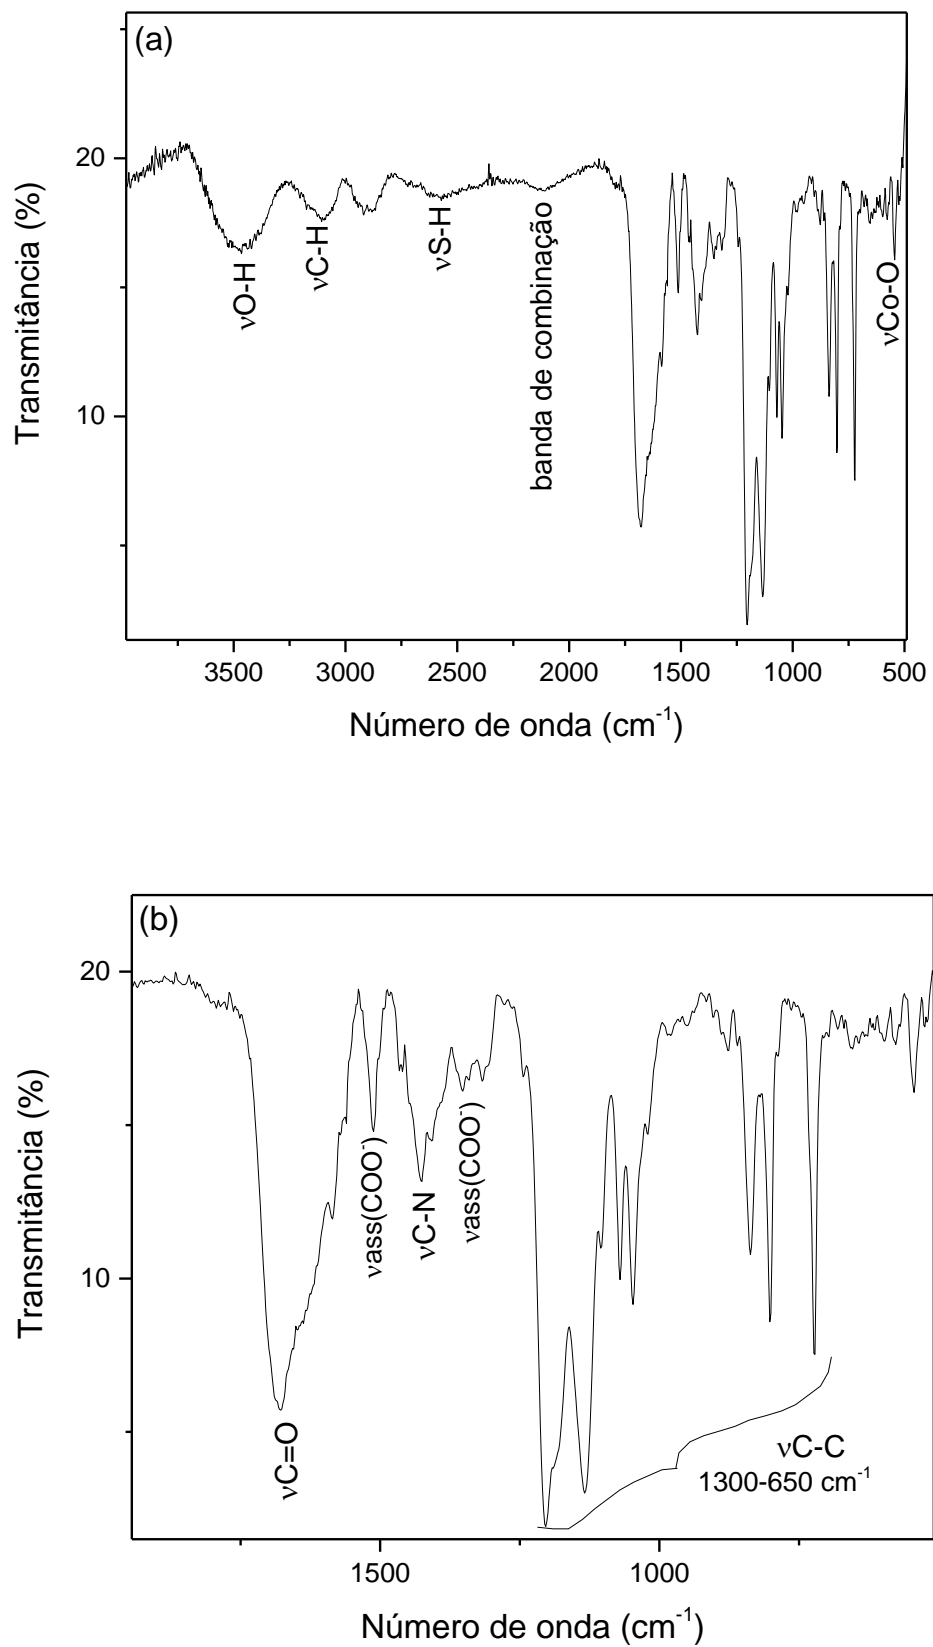 (a)
20
10
Transmitância (%)
νO-H
νC-H
νS-H
banda de combinação
νCo-O
3500 3000 2500 2000 1500 1000 500
Número de onda (cm⁻¹)
(b)
20
10
Transmitância (%)
νC=O
νass(COO⁻)
νC-N
νass(COO⁻)
νC-C
1300-650 cm⁻¹
1500 1000
Número de onda (cm⁻¹)